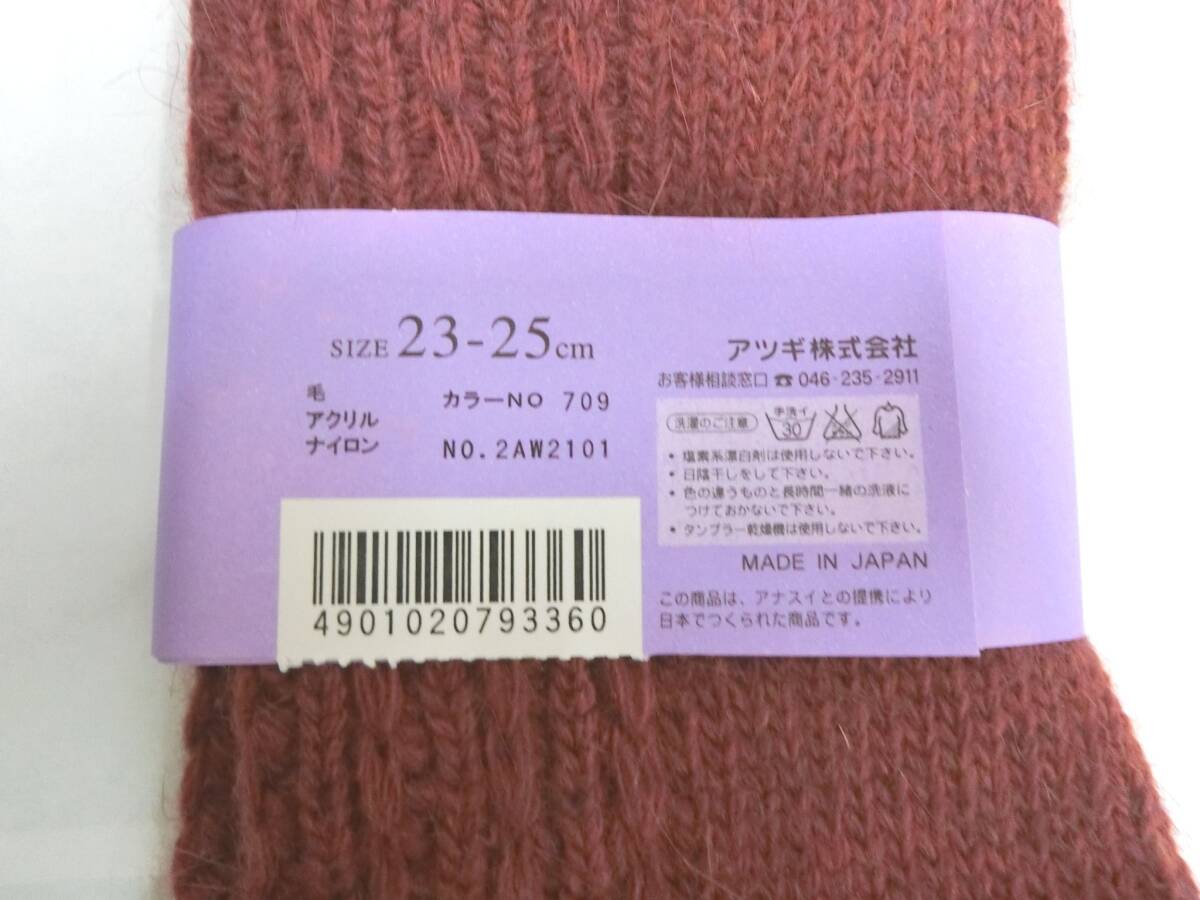 SIZE 23-25cm
毛
アクリル
ナイロン
カラーNO 709
NO.2AW2101
4901020793360
アツギ株式会社
お客様相談窓口☎046-235-2911
洗濯のご注意 手洗イ 30
• 塩素系漂白剤は使用しないで下さい。
• 日陰干しをして下さい。
• 色の違うものと長時間一緒の洗液に
つけておかないで下さい。
• タンブラー乾燥機は使用しないで下さい。
MADE IN JAPAN
この商品は、アナスイとの提携により
日本でつくられた商品です。